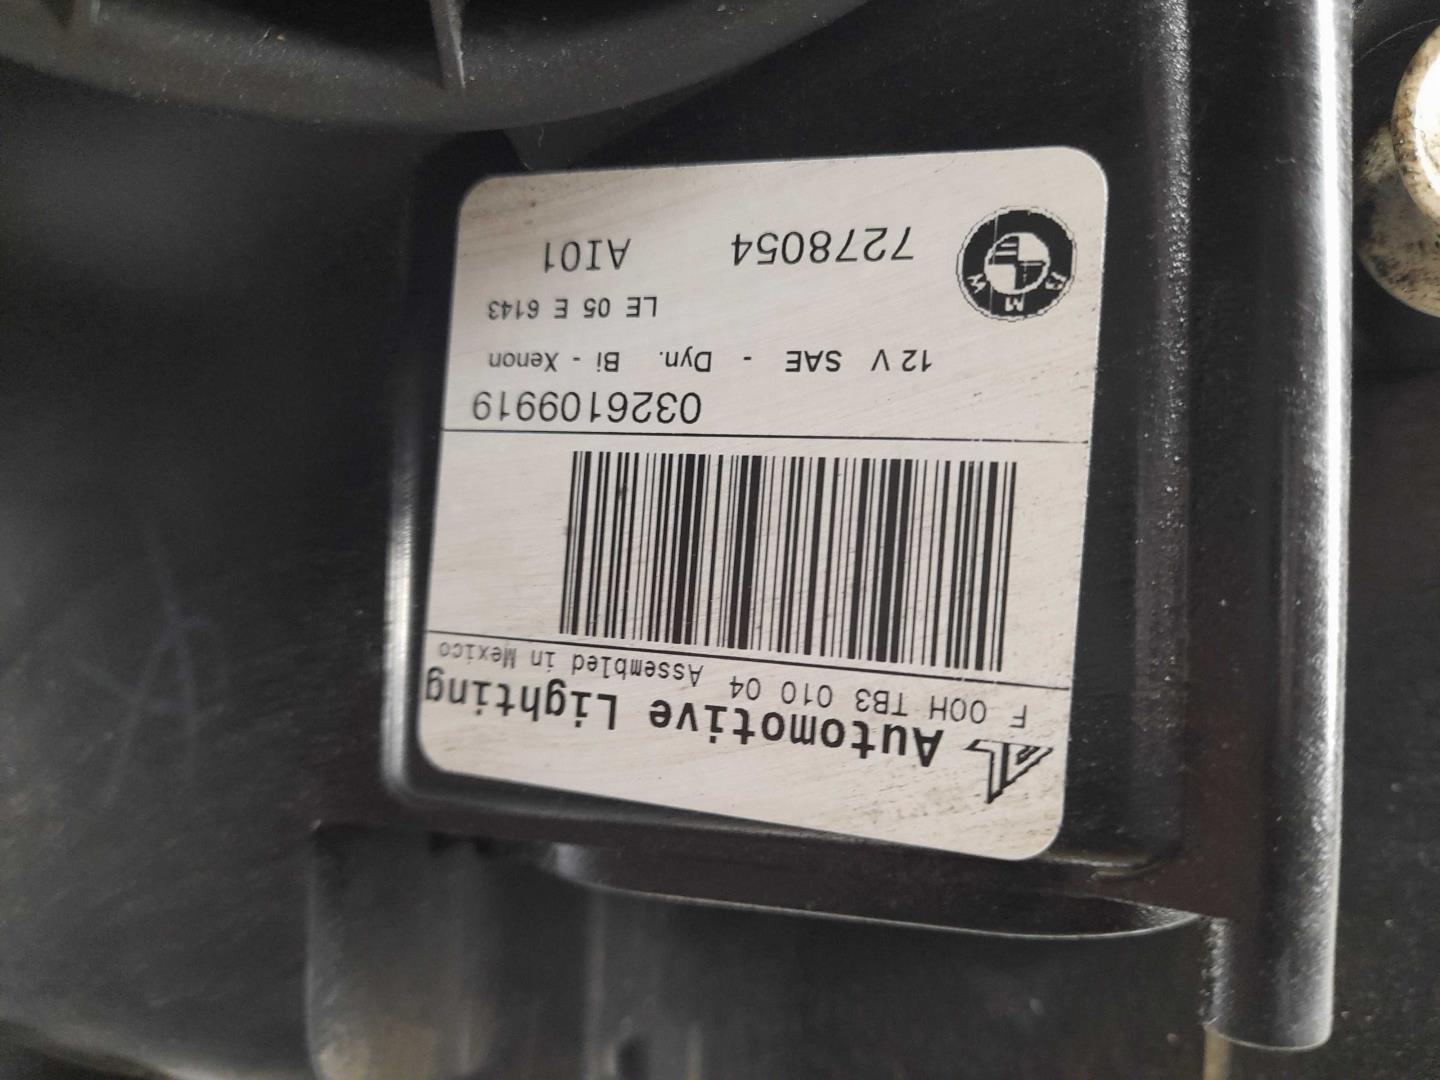 Automotive Lighting
F 00H TB3 010 04 Assembled in Mexico
0326109919
12 V SAE - Dyn. Bi - Xenon
LE 05 E 6143
BMW 7278054 AI01